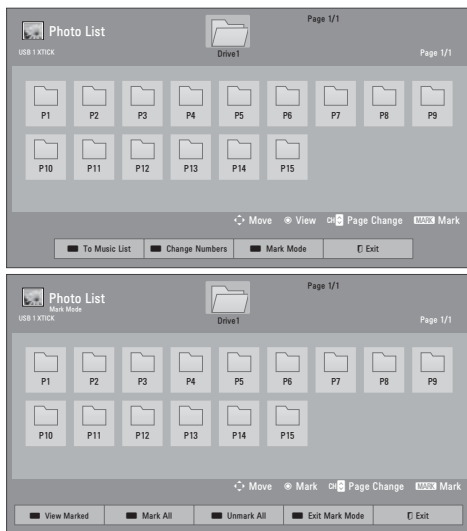 Photo List
Page 1/1
USB 1 XTICK
Drive1
Page 1/1
P1 P2 P3 P4 P5 P6 P7 P8 P9
P10 P11 P12 P13 P14 P15
Move View CH Page Change MARK Mark
To Music List Change Numbers Mark Mode Exit
Photo List
Page 1/1
Mark Mode
USB 1 XTICK
Drive1
Page 1/1
P1 P2 P3 P4 P5 P6 P7 P8 P9
P10 P11 P12 P13 P14 P15
Move Mark CH Page Change MARK Mark
View Marked Mark All Unmark All Exit Mark Mode Exit